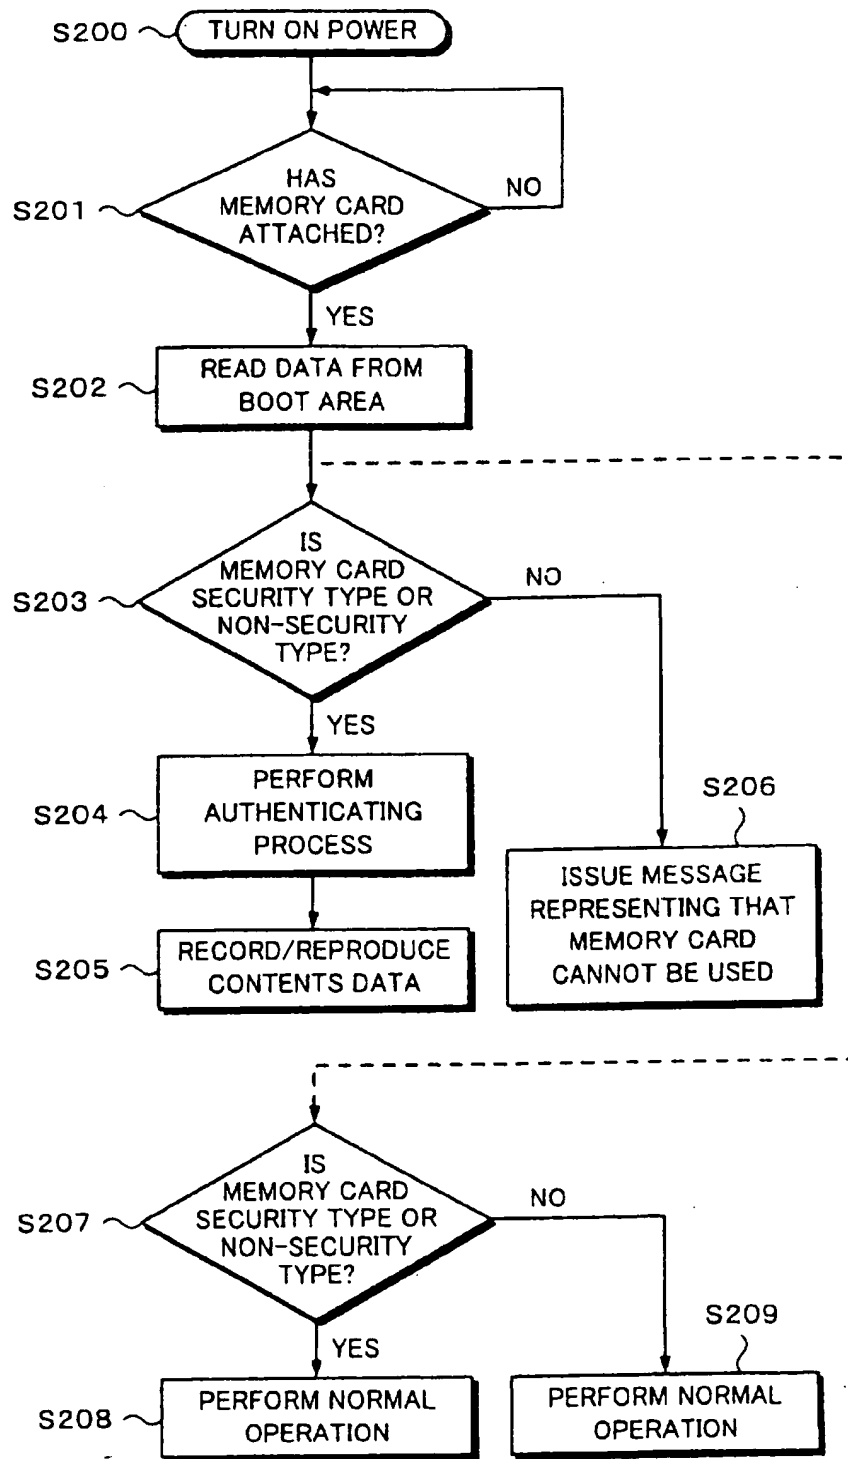 S200
TURN ON POWER
S201
HAS
MEMORY CARD
ATTACHED?
NO
YES
S202
READ DATA FROM
BOOT AREA
S203
IS
MEMORY CARD
SECURITY TYPE OR
NON-SECURITY
TYPE?
NO
YES
S204
PERFORM
AUTHENTICATING
PROCESS
S206
ISSUE MESSAGE
REPRESENTING THAT
MEMORY CARD
CANNOT BE USED
S205
RECORD/REPRODUCE
CONTENTS DATA
S207
IS
MEMORY CARD
SECURITY TYPE OR
NON-SECURITY
TYPE?
NO
YES
S208
PERFORM NORMAL
OPERATION
S209
PERFORM NORMAL
OPERATION